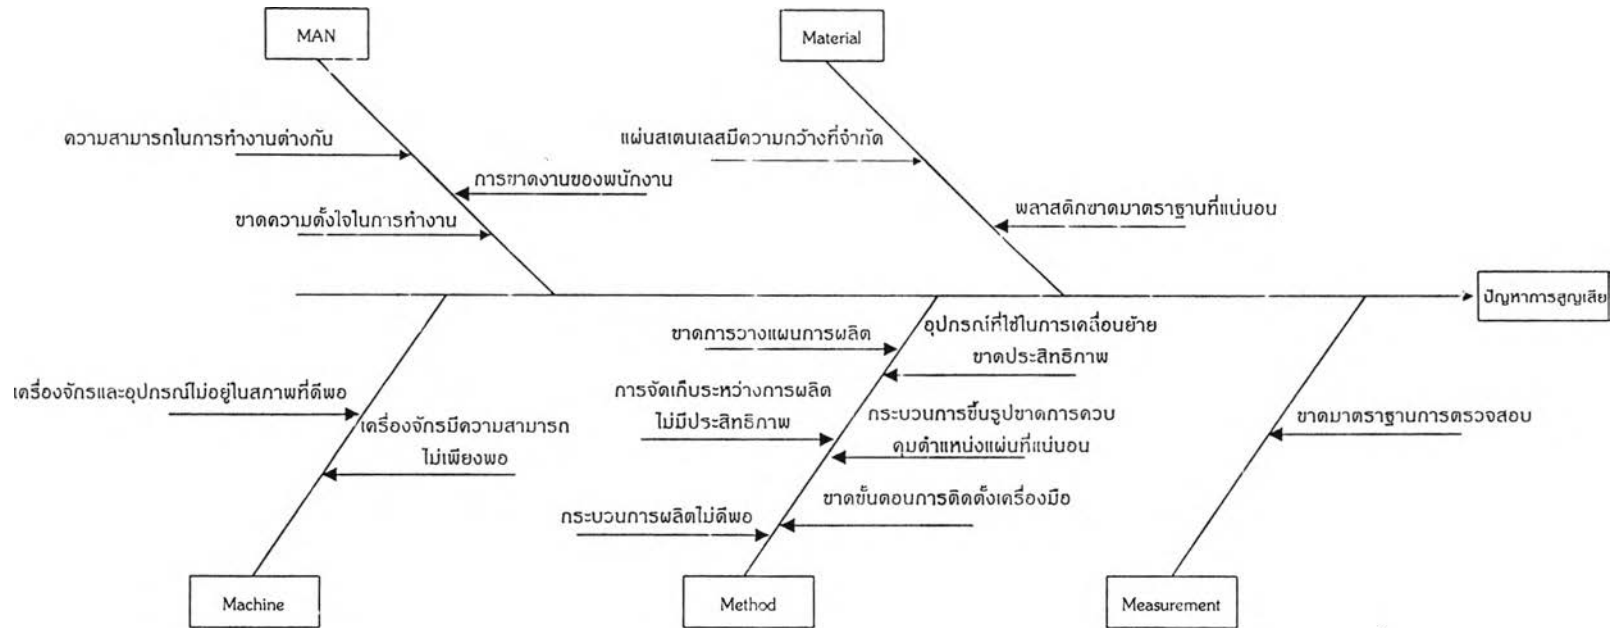 MAN
Material
ความสามารถในการทำงานต่างกัน
แผ่นสเตนเลสมีความกว้างที่จำกัด
การขาดงานของพนักงาน
ขาดความตั้งใจในการทำงาน
พลาสติกขาดมาตราฐานที่แน่นอน
ปัญหาการสูญเสีย
ขาดการวางแผนการผลิต
อุปกรณ์ที่ใช้ในการเคลื่อนย้าย
ขาดประสิทธิภาพ
เครื่องจักรและอุปกรณ์ไม่อยู่ในสภาพที่ดีพอ
การจัดเก็บระหว่างการผลิต
ไม่มีประสิทธิภาพ
เครื่องจักรมีความสามารถ
ไม่เพียงพอ
กระบวนการขึ้นรูปขาดการควบ
คุมตำแหน่งแผ่นที่แน่นอน
ขาดมาตราฐานการตรวจสอบ
กระบวนการผลิตไม่ดีพอ
ขาดขั้นตอนการติดตั้งเครื่องมือ
Machine
Method
Measurement